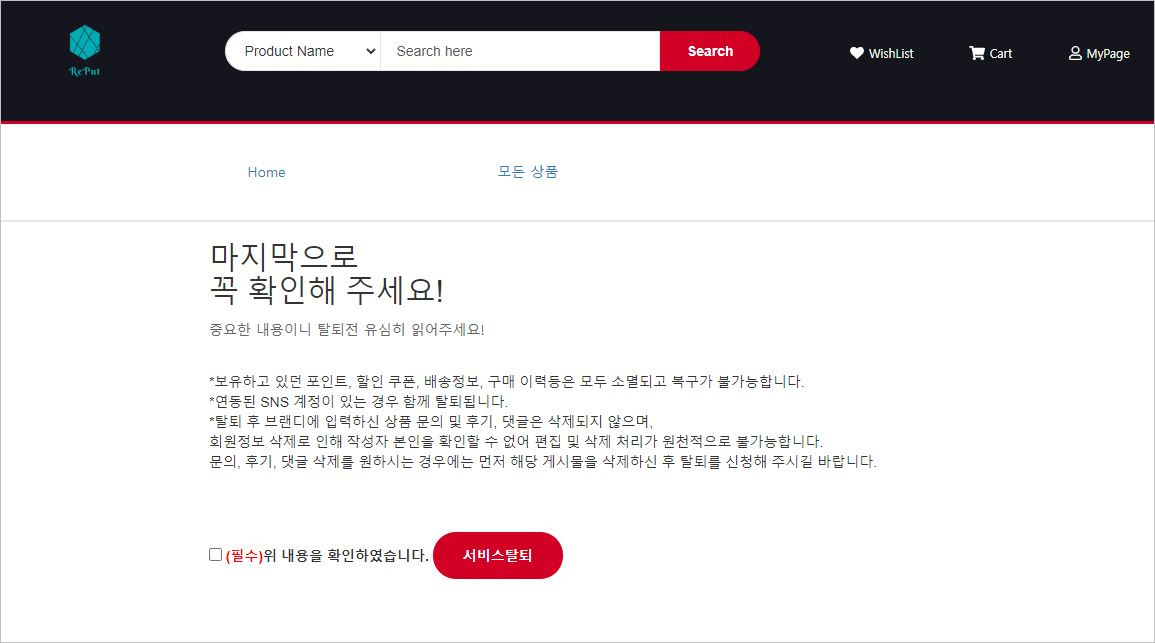 RePut
Product Name
Search here
Search
WishList
Cart
MyPage
Home
모든 상품
마지막으로
꼭 확인해 주세요!
중요한 내용이니 탈퇴전 유심히 읽어주세요!
*보유하고 있던 포인트, 할인 쿠폰, 배송정보, 구매 이력등은 모두 소멸되고 복구가 불가능합니다.
*연동된 SNS 계정이 있는 경우 함께 탈퇴됩니다.
*탈퇴 후 브랜디에 입력하신 상품 문의 및 후기, 댓글은 삭제되지 않으며,
회원정보 삭제로 인해 작성자 본인을 확인할 수 없어 편집 및 삭제 처리가 원천적으로 불가능합니다.
문의, 후기, 댓글 삭제를 원하시는 경우에는 먼저 해당 게시물을 삭제하신 후 탈퇴를 신청해 주시길 바랍니다.
(필수)위 내용을 확인하였습니다.
서비스탈퇴